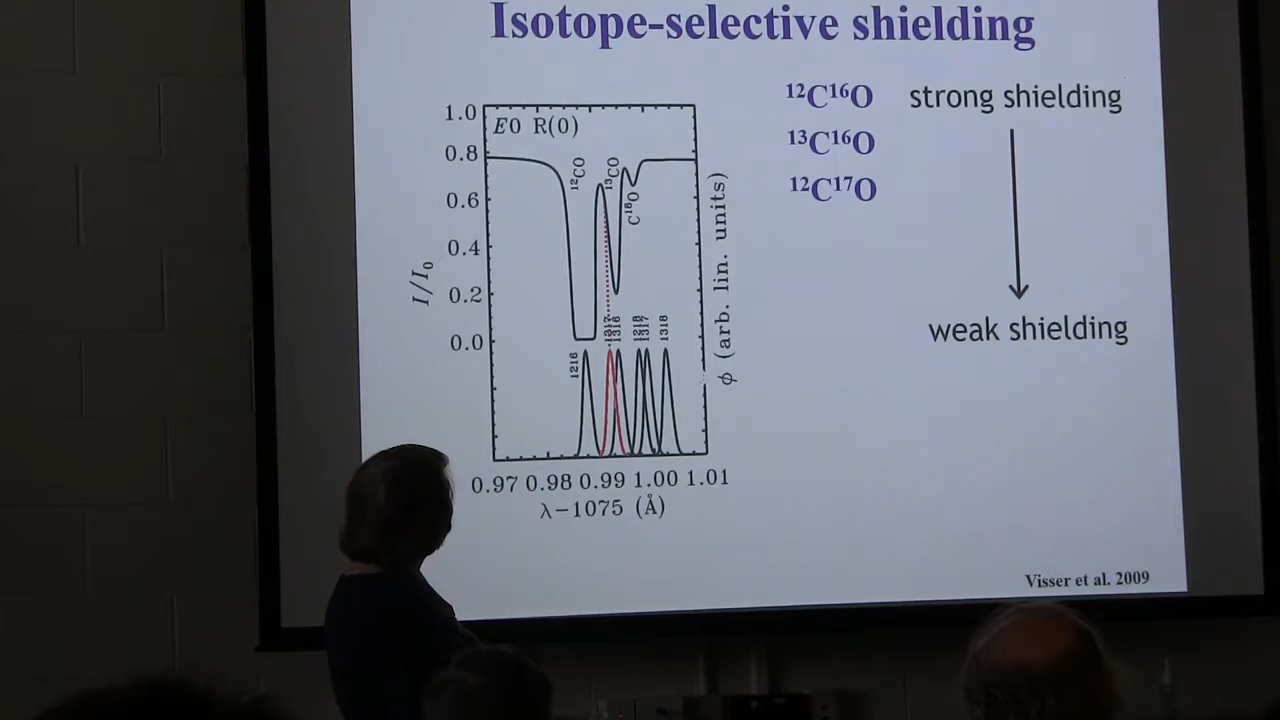 Isotope-selective shielding
¹²C¹⁶O strong shielding
¹³C¹⁶O
¹²C¹⁷O
weak shielding
E0 R(0)
¹²CO
¹³CO
C¹⁸O
1.0
0.8
0.6
0.4
0.2
0.0
I/I₀
ϕ (arb. lin. units)
1216
1316
1317
1318
0.97 0.98 0.99 1.00 1.01
λ−1075 (Å)
Visser et al. 2009